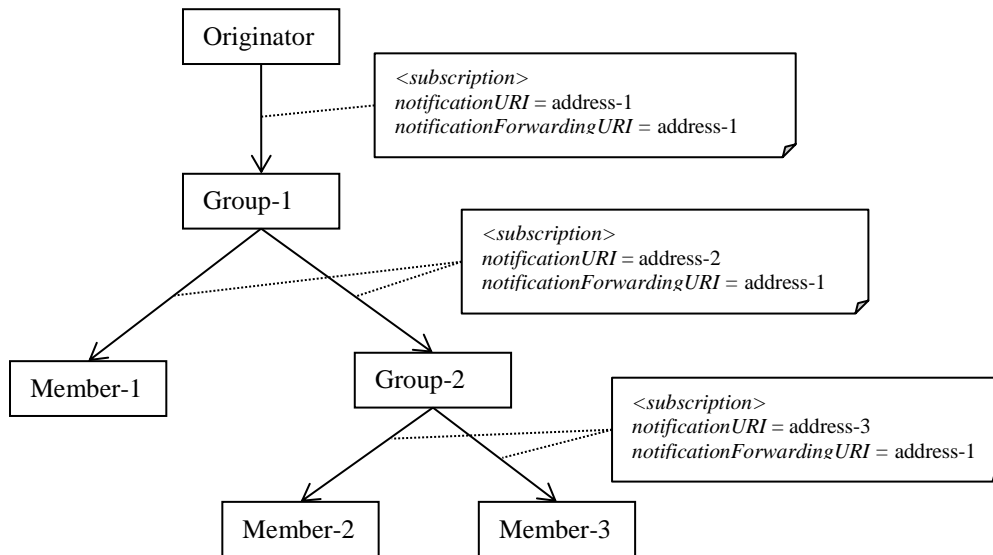 Originator
<subscription>
notificationURI = address-1
notificationForwardingURI = address-1
Group-1
<subscription>
notificationURI = address-2
notificationForwardingURI = address-1
Member-1
Group-2
<subscription>
notificationURI = address-3
notificationForwardingURI = address-1
Member-2
Member-3